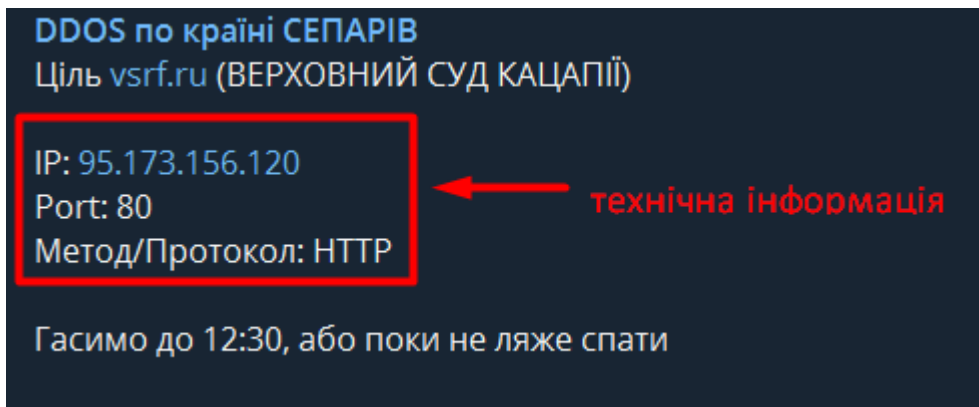 DDOS по країні СЕПАРІВ
Ціль vsrf.ru (ВЕРХОВНИЙ СУД КАЦАПІЇ)
IP: 95.173.156.120
Port: 80
Метод/Протокол: HTTP
технічна інформація
Гасимо до 12:30, або поки не ляже спати